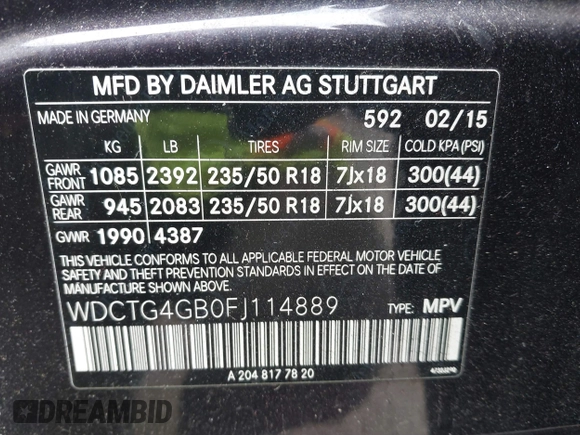 MFD BY DAIMLER AG STUTTGART
MADE IN GERMANY 592 02/15
KG LB TIRES RIM SIZE COLD KPA (PSI)
GAWR FRONT 1085 2392 235/50 R18 7Jx18 300(44)
GAWR REAR 945 2083 235/50 R18 7Jx18 300(44)
GVWR 1990 4387
THIS VEHICLE CONFORMS TO ALL APPLICABLE FEDERAL MOTOR VEHICLE
SAFETY AND THEFT PREVENTION STANDARDS IN EFFECT ON THE DATE
OF MANUFACTURE SHOWN ABOVE.
WDCTG4GB0FJ114889 TYPE: MPV
A 204 817 78 20
DREAMBID